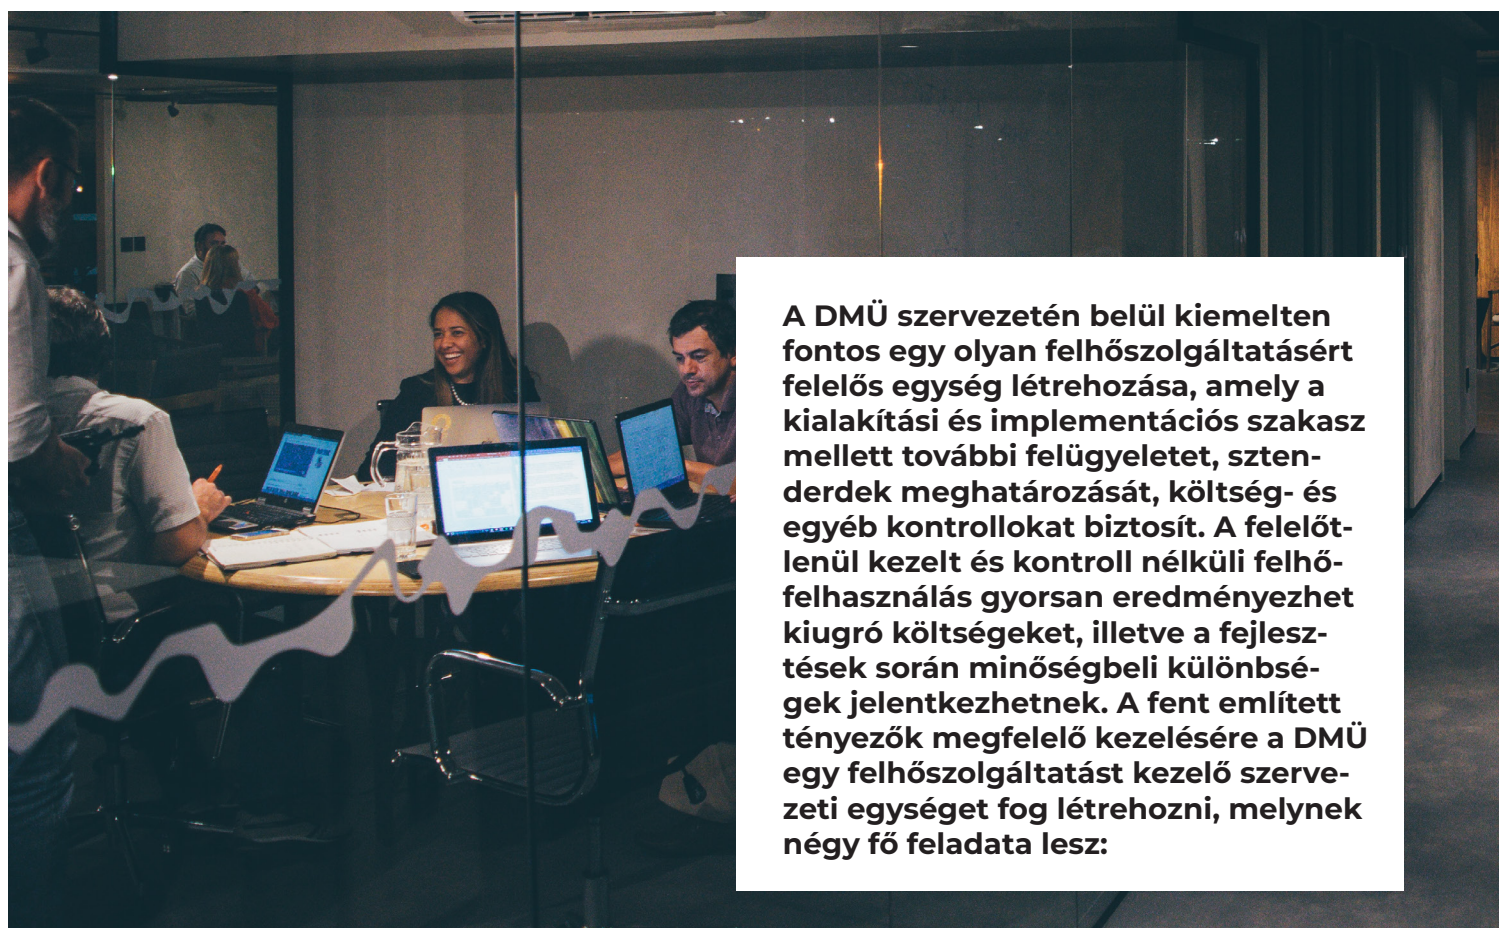 A DMÜ szervezetén belül kiemelten
fontos egy olyan felhőszolgáltatásért
felelős egység létrehozása, amely a
kialakítási és implementációs szakasz
mellett további felügyeletet, szten-
derdek meghatározását, költség- és
egyéb kontrollokat biztosít. A felelőt-
lenül kezelt és kontroll nélküli felhő-
felhasználás gyorsan eredményezhet
kiugró költségeket, illetve a fejlesz-
tések során minőségbeli különbsé-
gek jelentkezhetnek. A fent említett
tényezők megfelelő kezelésére a DMÜ
egy felhőszolgáltatást kezelő szerve-
zeti egységet fog létrehozni, melynek
négy fő feladata lesz: